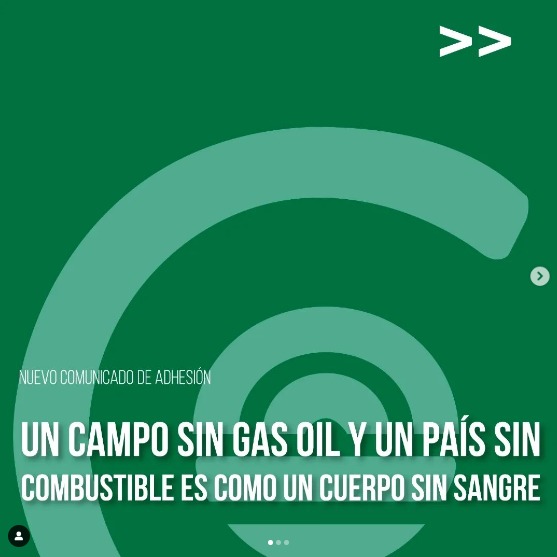 >>
NUEVO COMUNICADO DE ADHESIÓN
UN CAMPO SIN GAS OIL Y UN PAÍS SIN
COMBUSTIBLE ES COMO UN CUERPO SIN SANGRE